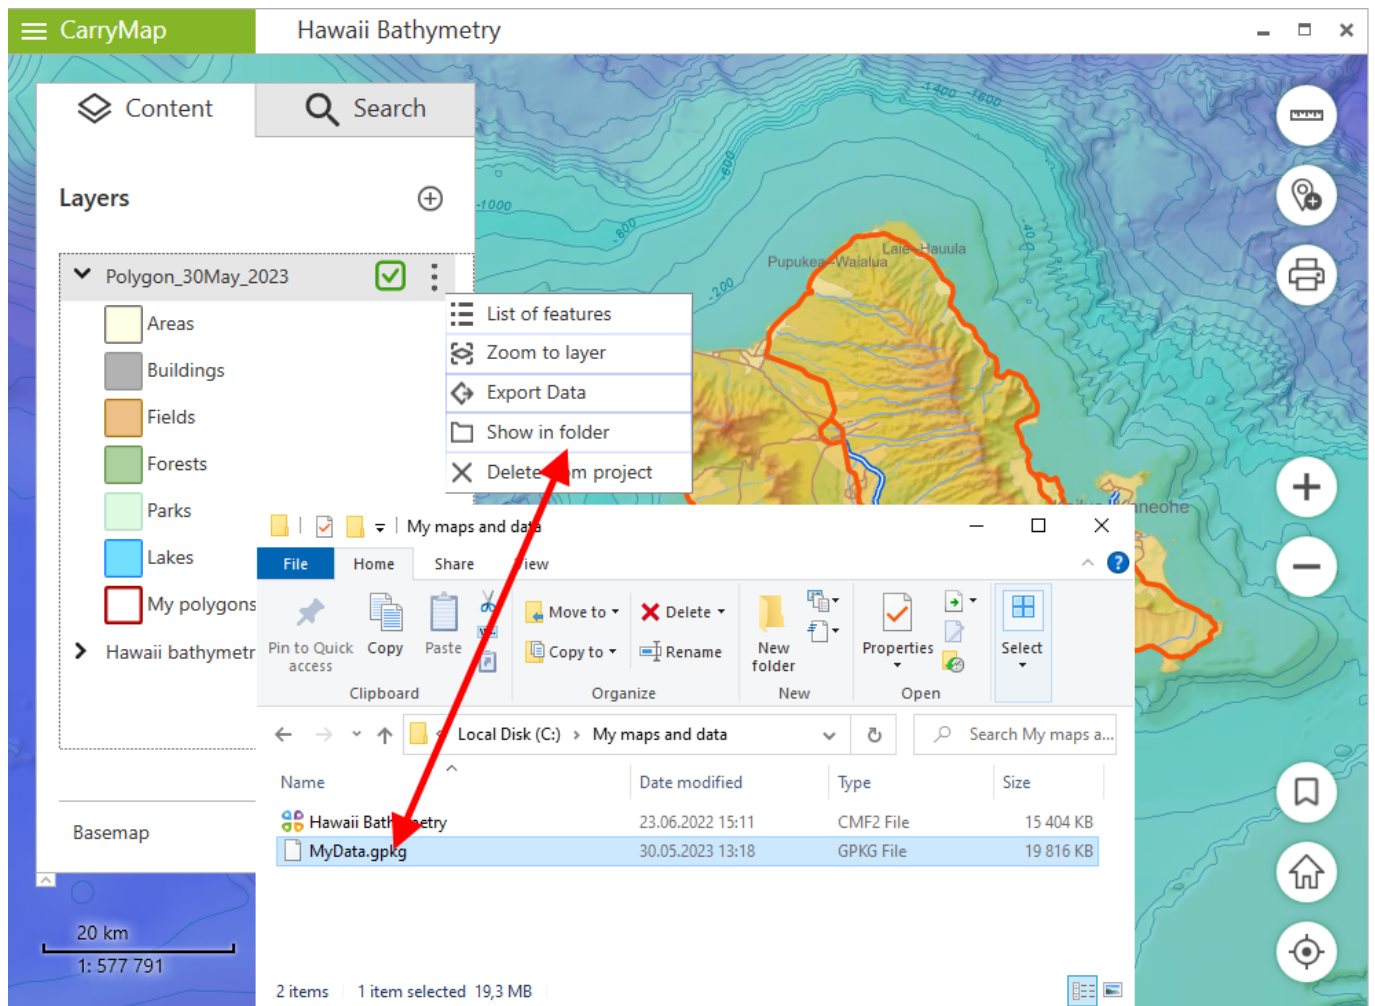 CarryMap
Hawaii Bathymetry
Content
Search
Layers
Polygon_30May_2023
Areas
Buildings
Fields
Forests
Parks
Lakes
My polygons
Hawaii bathymetr
Basemap
20 km
1: 577 791
List of features
Zoom to layer
Export Data
Show in folder
Delete from project
-1400 -1600
-600
-1000
-800
-200
-40
Laie--Hauula
Pupukea--Waialua
aneohe
My maps and data
File Home Share View
?
Pin to Quick access
Copy
Paste
Clipboard
Move to
Copy to
Delete
Rename
Organize
New folder
New
Properties
Open
Select
Local Disk (C:) > My maps and data
Search My maps a...
Name Date modified Type Size
Hawaii Bathymetry 23.06.2022 15:11 CMF2 File 15 404 KB
MyData.gpkg 30.05.2023 13:18 GPKG File 19 816 KB
2 items 1 item selected 19,3 MB